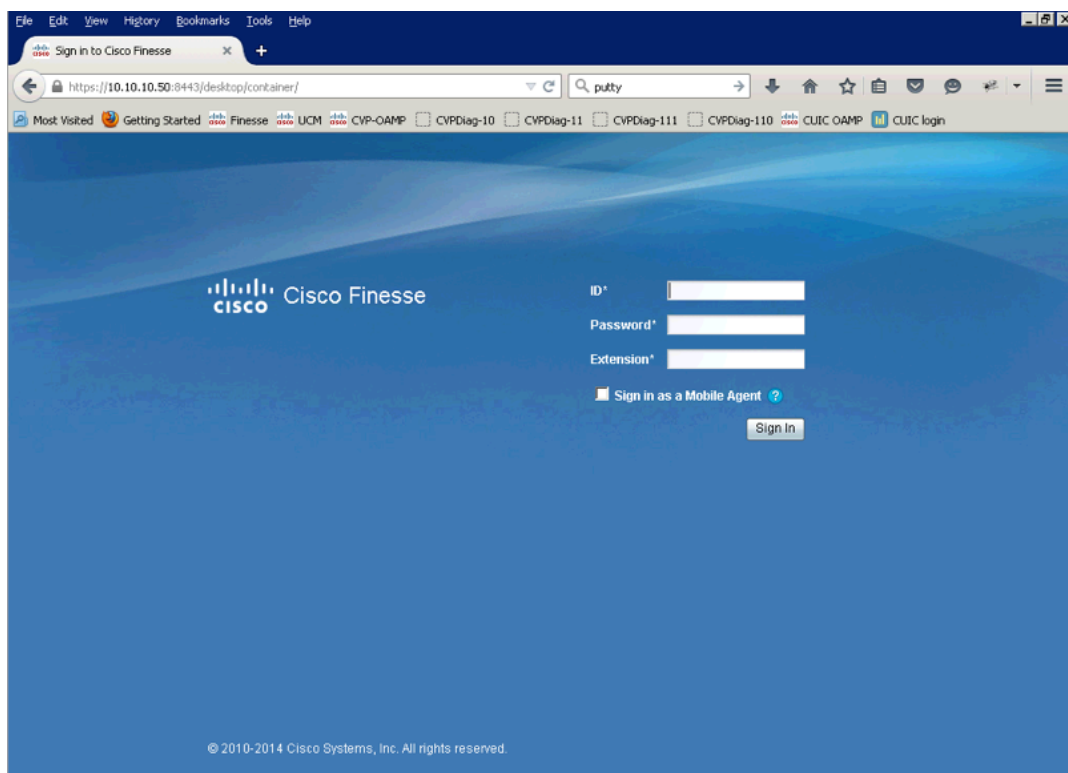 File Edit View History Bookmarks Tools Help
Sign in to Cisco Finesse
https://10.10.10.50:8443/desktop/container/
putty
Most Visited Getting Started Finesse UCM CVP-OAMP CVPDiag-10 CVPDiag-11 CVPDiag-111 CVPDiag-110 CUIC OAMP CUIC login
CISCO Cisco Finesse
ID*
Password*
Extension*
Sign in as a Mobile Agent ?
Sign In
© 2010-2014 Cisco Systems, Inc. All rights reserved.